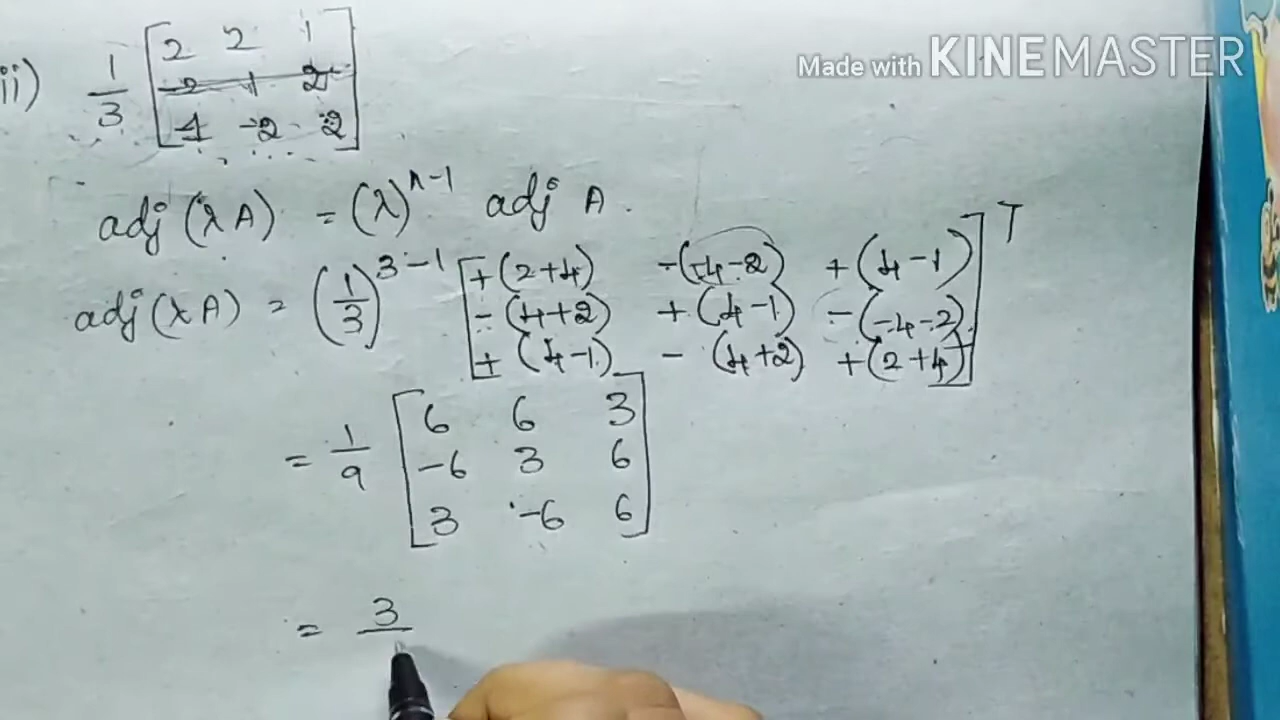 Made with KINEMASTER
ii) 1/3 [2 2 1
-2 1 2
1 -2 2]
adj (λA) = (λ)^n-1 adj A.
adj (λA) = (1/3)^3-1 [+(2+4) -(-4-2) +(4-1)
-(4+2) +(4-1) -(-4-2)
+(4-1) -(4+2) +(2+4)]^T
= 1/9 [6 6 3
-6 3 6
3 -6 6]
= 3